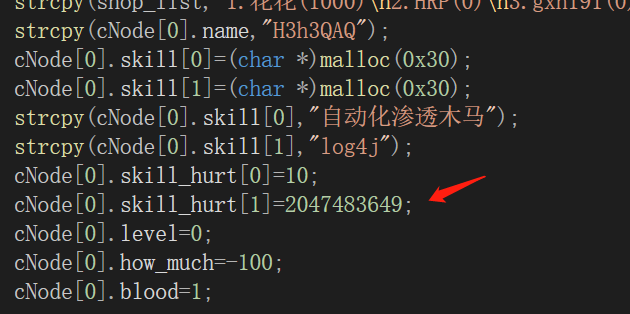 strcpy(shop_list,"1.花花(1000)\n2.HRP(0)\n3.gxh191(0
strcpy(cNode[0].name,"H3h3QAQ");
cNode[0].skill[0]=(char *)malloc(0x30);
cNode[0].skill[1]=(char *)malloc(0x30);
strcpy(cNode[0].skill[0],"自动化渗透木马");
strcpy(cNode[0].skill[1],"log4j");
cNode[0].skill_hurt[0]=10;
cNode[0].skill_hurt[1]=2047483649;
cNode[0].level=0;
cNode[0].how_much=-100;
cNode[0].blood=1;